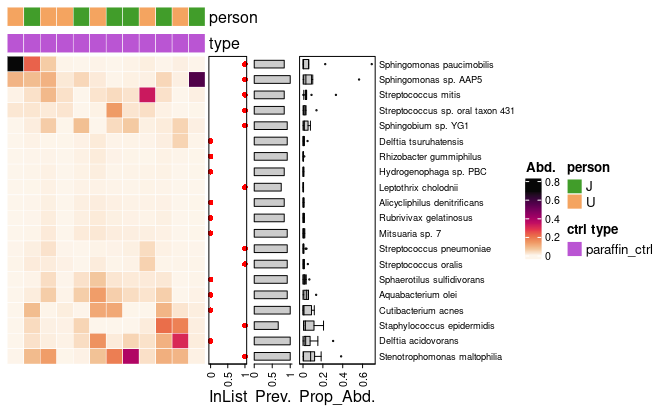 person
type
Sphingomonas paucimobilis
Sphingomonas sp. AAP5
Streptococcus mitis
Streptococcus sp. oral taxon 431
Sphingobium sp. YG1
Delftia tsuruhatensis
Rhizobacter gummiphilus
Hydrogenophaga sp. PBC
Leptothrix cholodnii
Alicycliphilus denitrificans
Rubrivivax gelatinosus
Mitsuaria sp. 7
Streptococcus pneumoniae
Streptococcus oralis
Sphaerotilus sulfidivorans
Aquabacterium olei
Cutibacterium acnes
Staphylococcus epidermidis
Delftia acidovorans
Stenotrophomonas maltophilia
0 0.5 1 0 0.5 1 0 0.2 0.6
InList Prev. Prop_Abd.
Abd.
0.8
0.6
0.4
0.2
0
person
J
U
ctrl type
paraffin_ctrl